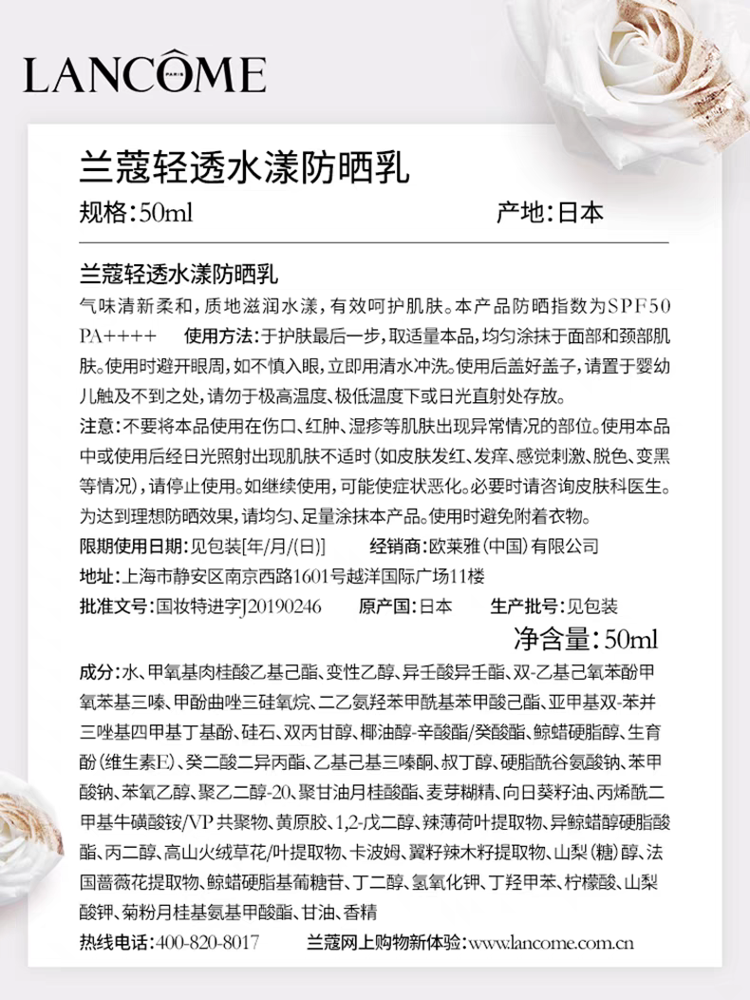 LANCÔME
PARIS
兰蔻轻透水漾防晒乳
规格：50ml 产地：日本
兰蔻轻透水漾防晒乳
气味清新柔和，质地滋润水漾，有效呵护肌肤。本产品防晒指数为SPF50
PA++++ 使用方法：于护肤最后一步，取适量本品，均匀涂抹于面部和颈部肌
肤。使用时避开眼周，如不慎入眼，立即用清水冲洗。使用后盖好盖子，请置于婴幼
儿触及不到之处，请勿于极高温度、极低温度下或日光直射处存放。
注意：不要将本品使用在伤口、红肿、湿疹等肌肤出现异常情况的部位。使用本品
中或使用后经日光照射出现肌肤不适时（如皮肤发红、发痒、感觉刺激、脱色、变黑
等情况），请停止使用。如继续使用，可能使症状恶化。必要时请咨询皮肤科医生。
为达到理想防晒效果，请均匀、足量涂抹本产品。使用时避免附着衣物。
限期使用日期：见包装[年/月/(日)] 经销商：欧莱雅（中国）有限公司
地址：上海市静安区南京西路1601号越洋国际广场11楼
批准文号：国妆特进字J20190246 原产国：日本 生产批号：见包装
净含量：50ml
成分：水、甲氧基肉桂酸乙基己酯、变性乙醇、异壬酸异壬酯、双-乙基己氧苯酚甲
氧苯基三嗪、甲酚曲唑三硅氧烷、二乙氨羟苯甲酰基苯甲酸己酯、亚甲基双-苯并
三唑基四甲基丁基酚、硅石、双丙甘醇、椰油醇-辛酸酯/癸酸酯、鲸蜡硬脂醇、生育
酚（维生素E）、癸二酸二异丙酯、乙基己基三嗪酮、叔丁醇、硬脂酰谷氨酸钠、苯甲
酸钠、苯氧乙醇、聚乙二醇-20、聚甘油月桂酸酯、麦芽糊精、向日葵籽油、丙烯酰二
甲基牛磺酸铵/VP 共聚物、黄原胶、1,2-戊二醇、辣薄荷叶提取物、异鲸蜡醇硬脂酸
酯、丙二醇、高山火绒草花/叶提取物、卡波姆、翼籽辣木籽提取物、山梨（糖）醇、法
国蔷薇花提取物、鲸蜡硬脂基葡糖苷、丁二醇、氢氧化钾、丁羟甲苯、柠檬酸、山梨
酸钾、菊粉月桂基氨基甲酸酯、甘油、香精
热线电话：400-820-8017 兰蔻网上购物新体验：www.lancome.com.cn